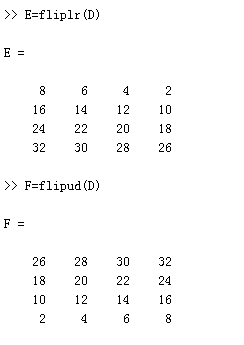 >> E=fliplr(D)
E =
8 6 4 2
16 14 12 10
24 22 20 18
32 30 28 26
>> F=flipud(D)
F =
26 28 30 32
18 20 22 24
10 12 14 16
2 4 6 8